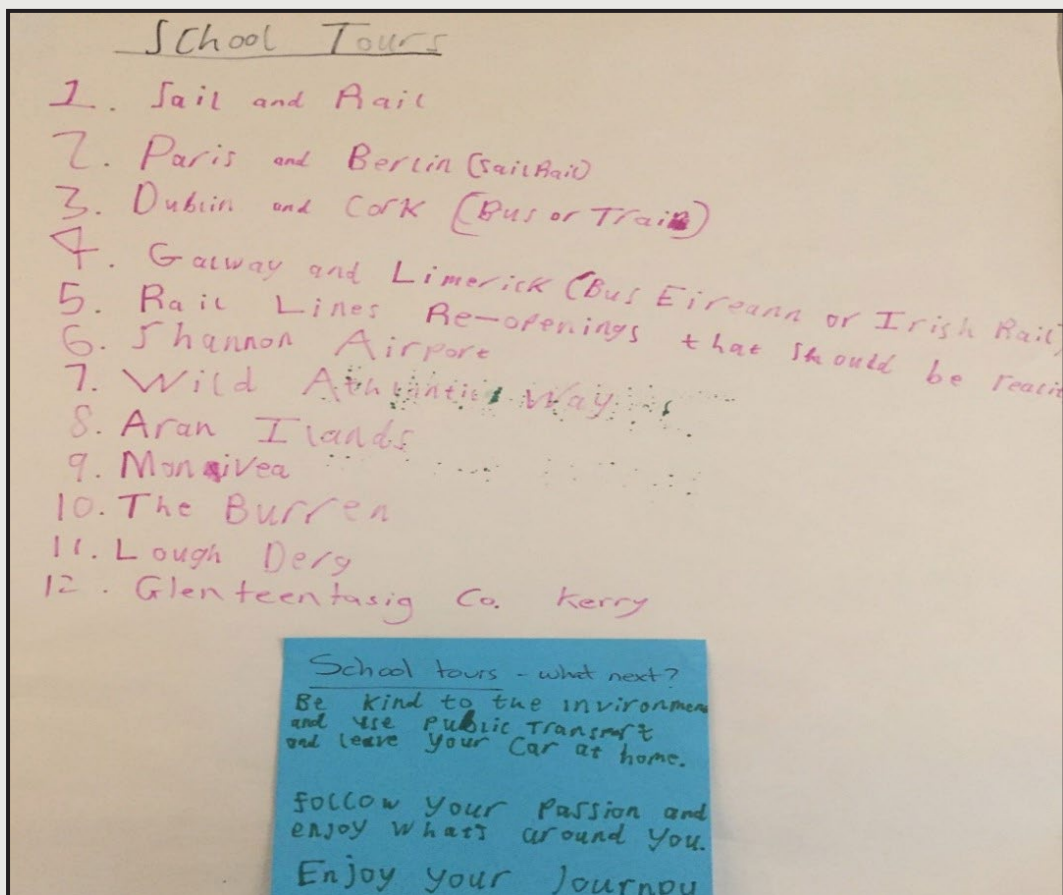 School Tours
1. Sail and Rail
2. Paris and Berlin (SailRail)
3. Dublin and Cork (Bus or Train)
4. Galway and Limerick (Bus Eireann or Irish Rail)
5. Rail Lines Re-openings that should be
6. Shannon Airport
7. Wild Way
8. Aran Ilands
9. Monivea
10. The Burren
11. Lough Derg
12. Glenteentasig Co. Kerry
School tours - what next?
Be kind to the invironmen
and use public Transport
and leave your car at home.
Follow your passion and
enjoy whats around you.
Enjoy your Journey